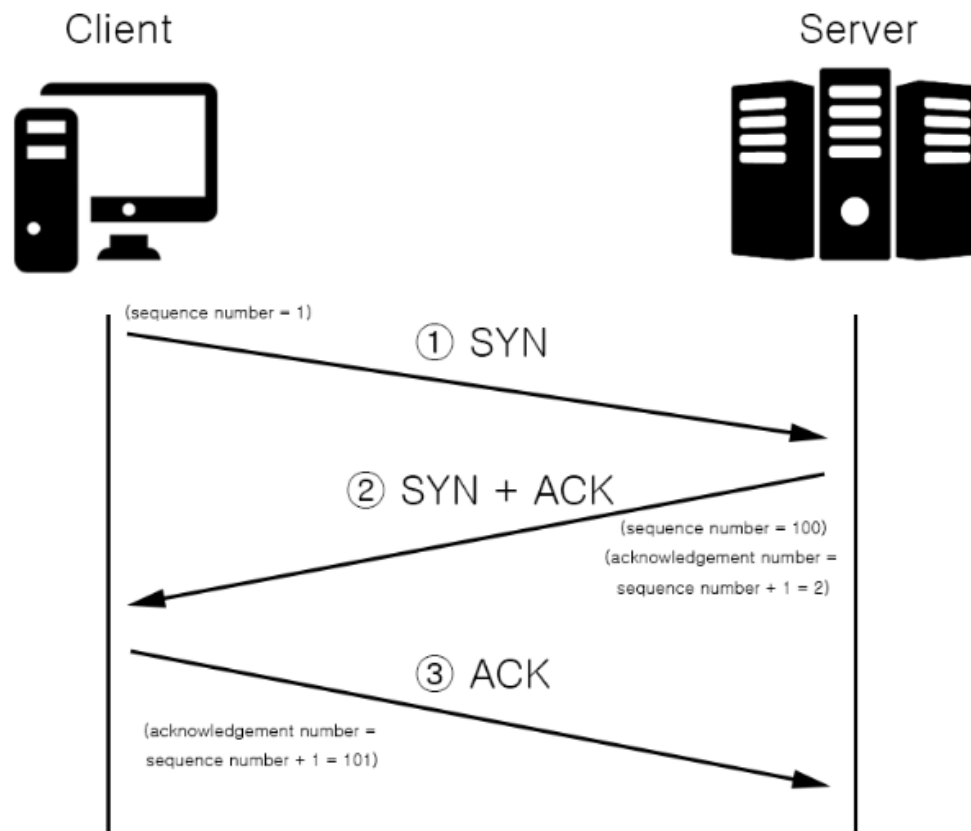 Client
Server
(sequence number = 1)
① SYN
② SYN + ACK
(sequence number = 100)
(acknowledgement number =
sequence number + 1 = 2)
③ ACK
(acknowledgement number =
sequence number + 1 = 101)